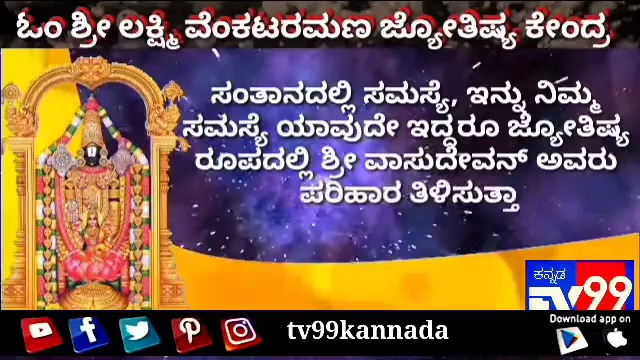 ಓಂ ಶ್ರೀ ಲಕ್ಷ್ಮಿ ವೆಂಕಟರಮಣ ಜ್ಯೋತಿಷ್ಯ ಕೇಂದ್ರ
ಸಂತಾನದಲ್ಲಿ ಸಮಸ್ಯೆ, ಇನ್ನು ನಿಮ್ಮ
ಸಮಸ್ಯೆ ಯಾವುದೇ ಇದ್ದರೂ ಜ್ಯೋತಿಷ್ಯ
ರೂಪದಲ್ಲಿ ಶ್ರೀ ವಾಸುದೇವನ್ ಅವರು
ಪರಿಹಾರ ತಿಳಿಸುತ್ತಾ
ಕನ್ನಡ
TV99
Download app on
tv99kannada